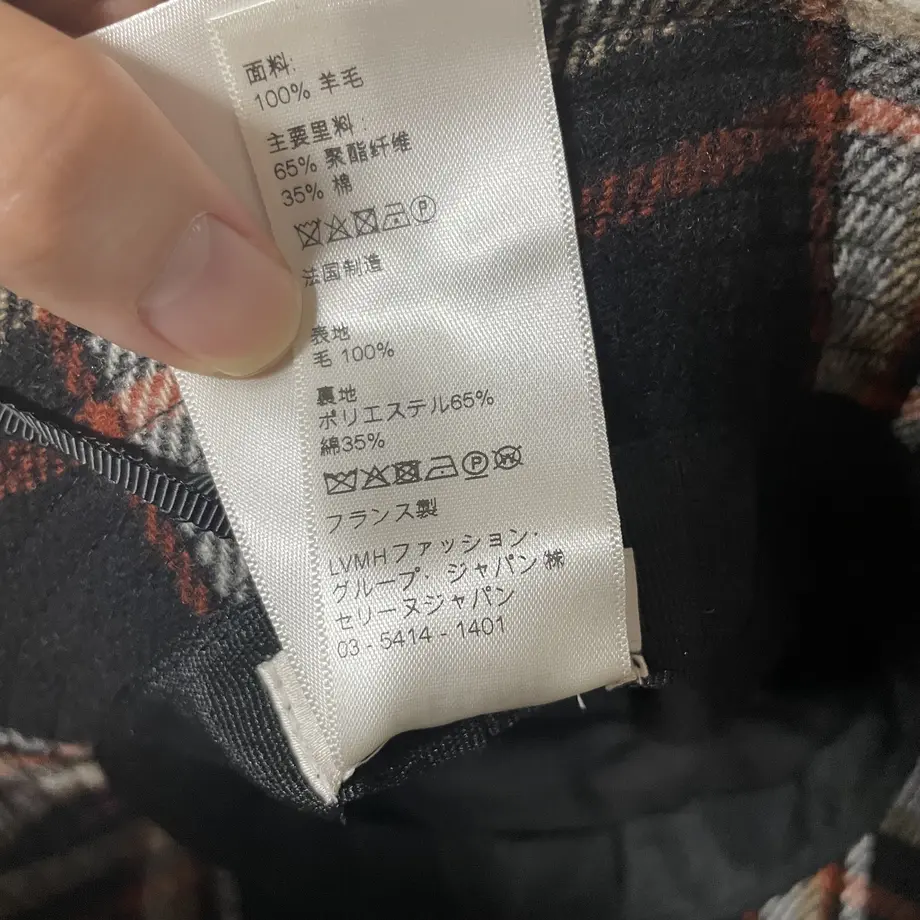 面料:
100% 羊毛
主要里料:
65% 聚酯纤维
35% 棉
法国制造
表地
毛 100%
裏地
ポリエステル65%
綿35%
フランス製
LVMHファッション・
グループ・ジャパン㈱
セリーヌジャパン
03 - 5414 - 1401